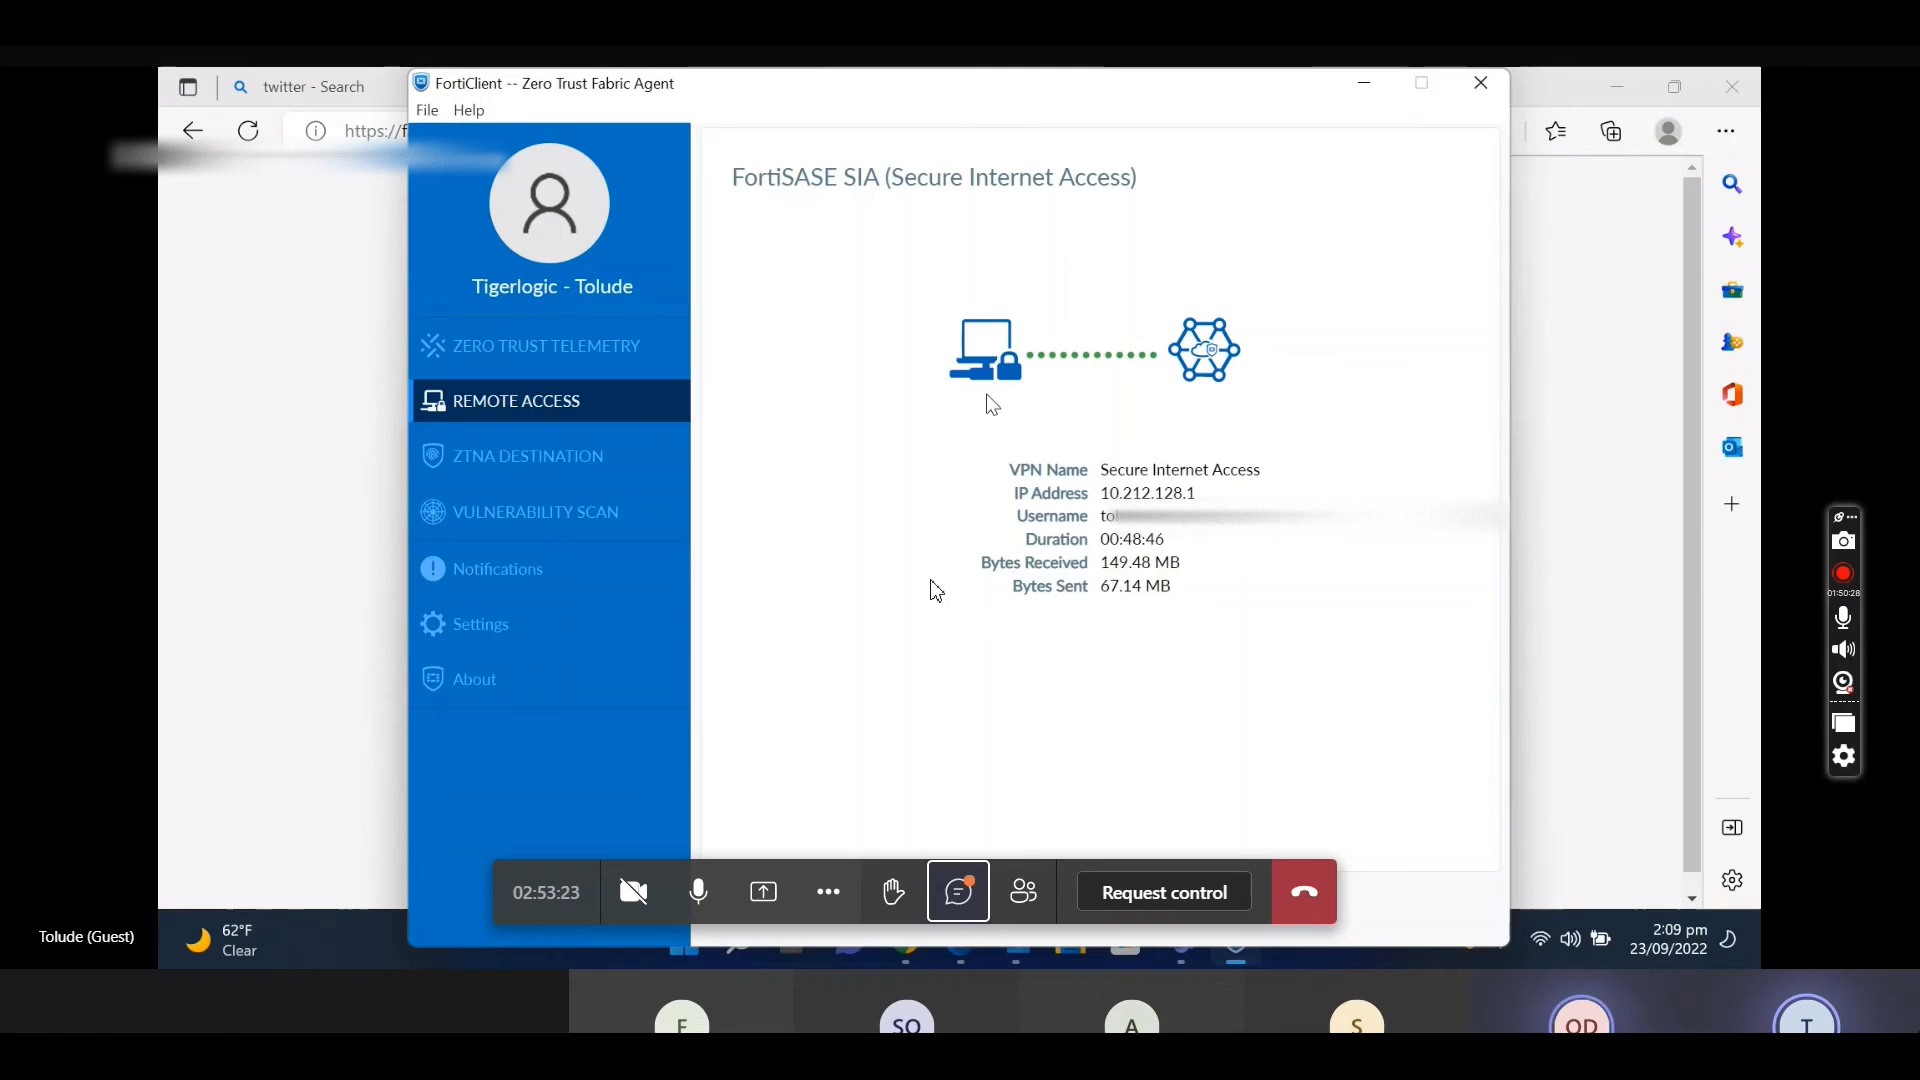 twitter - Search
FortiClient -- Zero Trust Fabric Agent
File Help
https://f
FortiSASE SIA (Secure Internet Access)
Tigerlogic - Tolude
ZERO TRUST TELEMETRY
REMOTE ACCESS
ZTNA DESTINATION
VULNERABILITY SCAN
Notifications
Settings
About
VPN Name Secure Internet Access
IP Address 10.212.128.1
Username to
Duration 00:48:46
Bytes Received 149.48 MB
Bytes Sent 67.14 MB
01:50:28
02:53:23
Request control
Tolude (Guest)
62°F
Clear
2:09 pm
23/09/2022
F
SO
A
S
OD
T